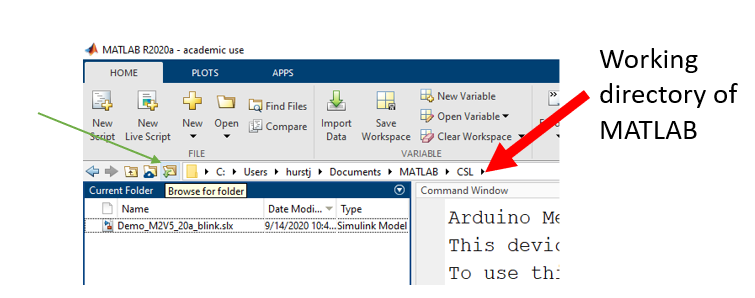 MATLAB R2020a - academic use
HOME PLOTS APPS
New Script
New Live Script
New
Open
Find Files
Compare
Import Data
Save Workspace
New Variable
Open Variable
Clear Workspace
FILE
VARIABLE
C: Users hurstj Documents MATLAB CSL
Current Folder
Browse for folder
Command Window
Name Date Modi... Type
Demo_M2V5_20a_blink.slx 9/14/2020 10:4... Simulink Model
Arduino Me
This devic
To use thi
Working
directory of
MATLAB